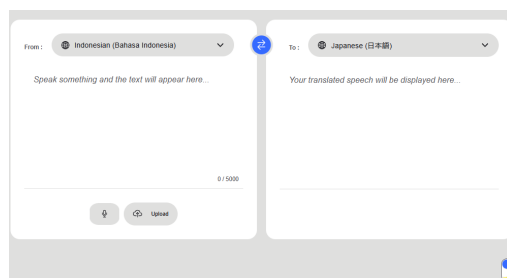 From :
Indonesian (Bahasa Indonesia)
Speak something and the text will appear here...
0 / 5000
Upload
To :
Japanese (日本語)
Your translated speech will be displayed here...